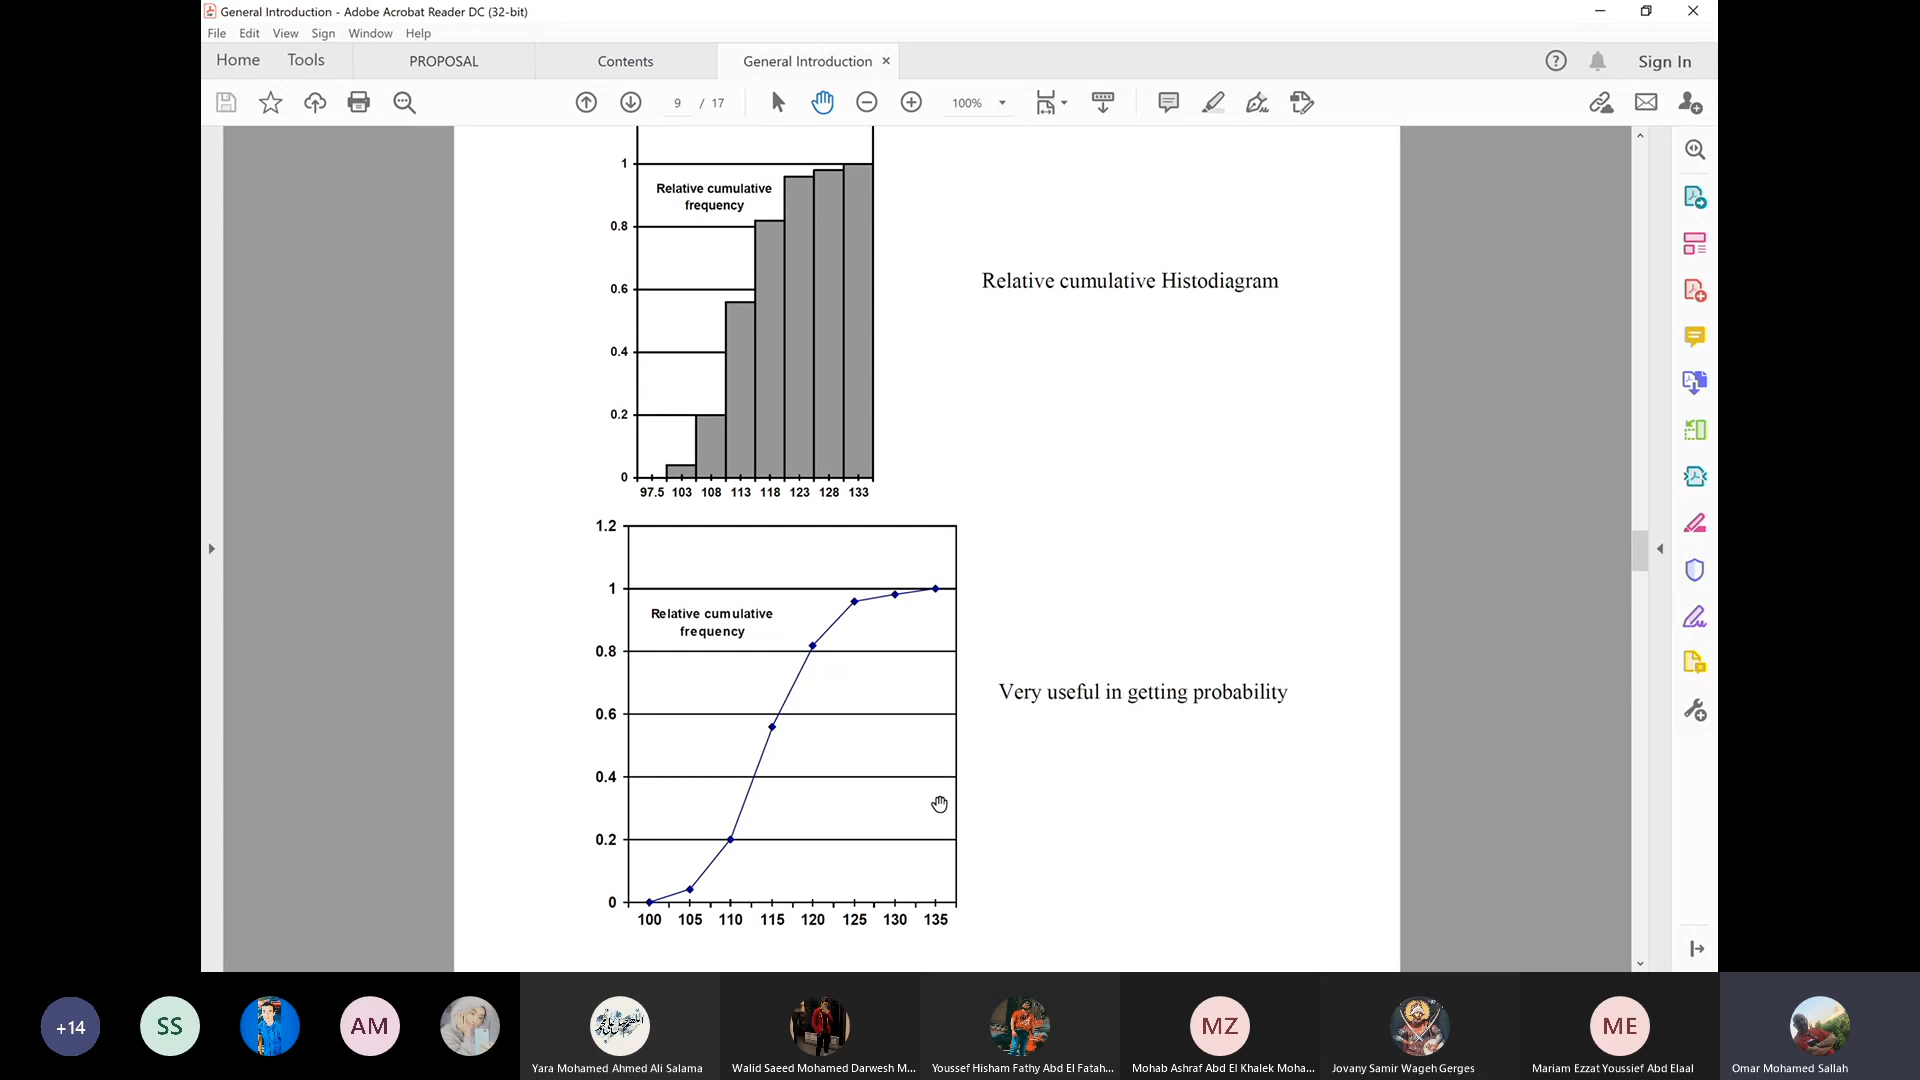 General Introduction - Adobe Acrobat Reader DC (32-bit)
File Edit View Sign Window Help
Home Tools PROPOSAL Contents General Introduction × Sign In
9 / 17 100%
1
Relative cumulative
frequency
0.8
0.6
0.4
0.2
0
97.5 103 108 113 118 123 128 133
Relative cumulative Histodiagram
1.2
1
Relative cumulative
frequency
0.8
0.6
0.4
0.2
0
100 105 110 115 120 125 130 135
Very useful in getting probability
+14 SS AM MZ ME
Yara Mohamed Ahmed Ali Salama Walid Saeed Mohamed Darwesh M... Youssef Hisham Fathy Abd El Fatah... Mohab Ashraf Abd El Khalek Moha... Jovany Samir Wageh Gerges Mariam Ezzat Youssief Abd Elaal Omar Mohamed Sallah